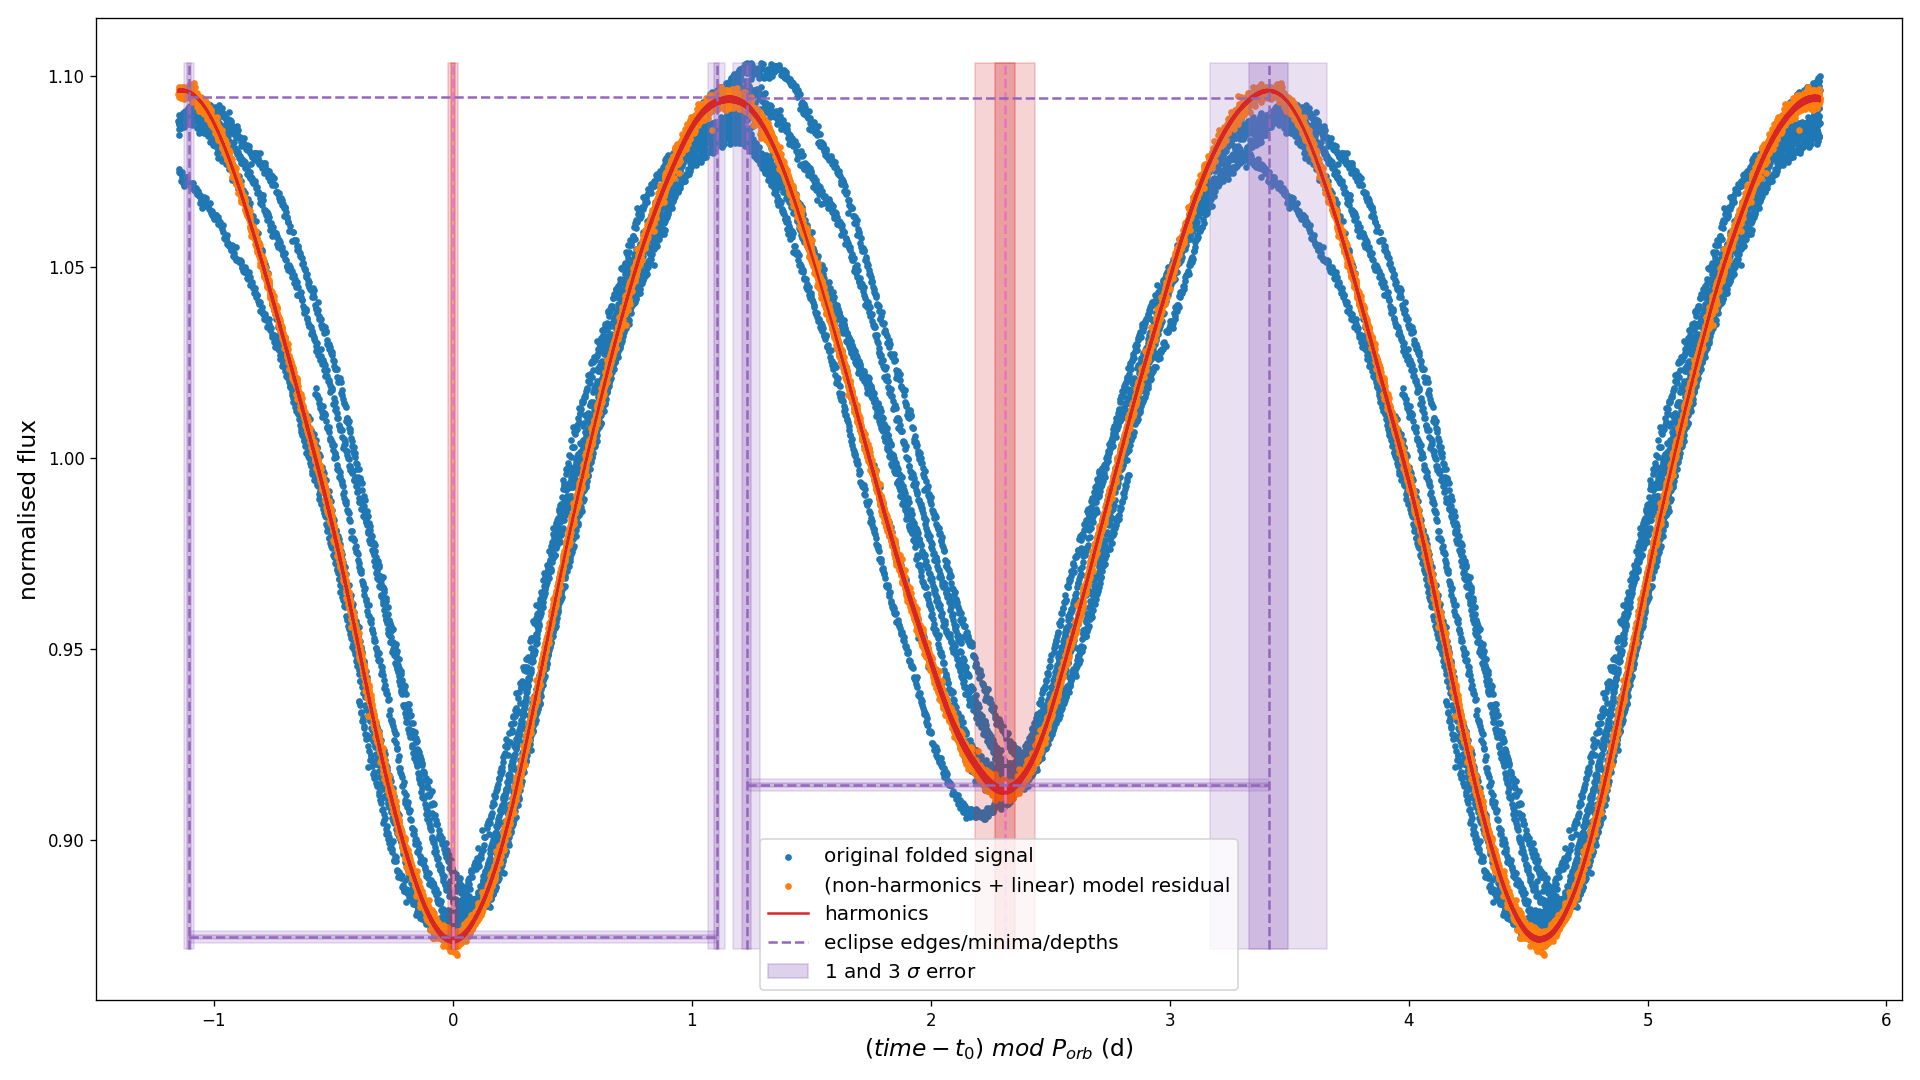 1.10
1.05
1.00
0.95
0.90
normalised flux
original folded signal
(non-harmonics + linear) model residual
harmonics
eclipse edges/minima/depths
1 and 3 σ error
−1 0 1 2 3 4 5 6
(time − t₀) mod Pₒᵣb (d)